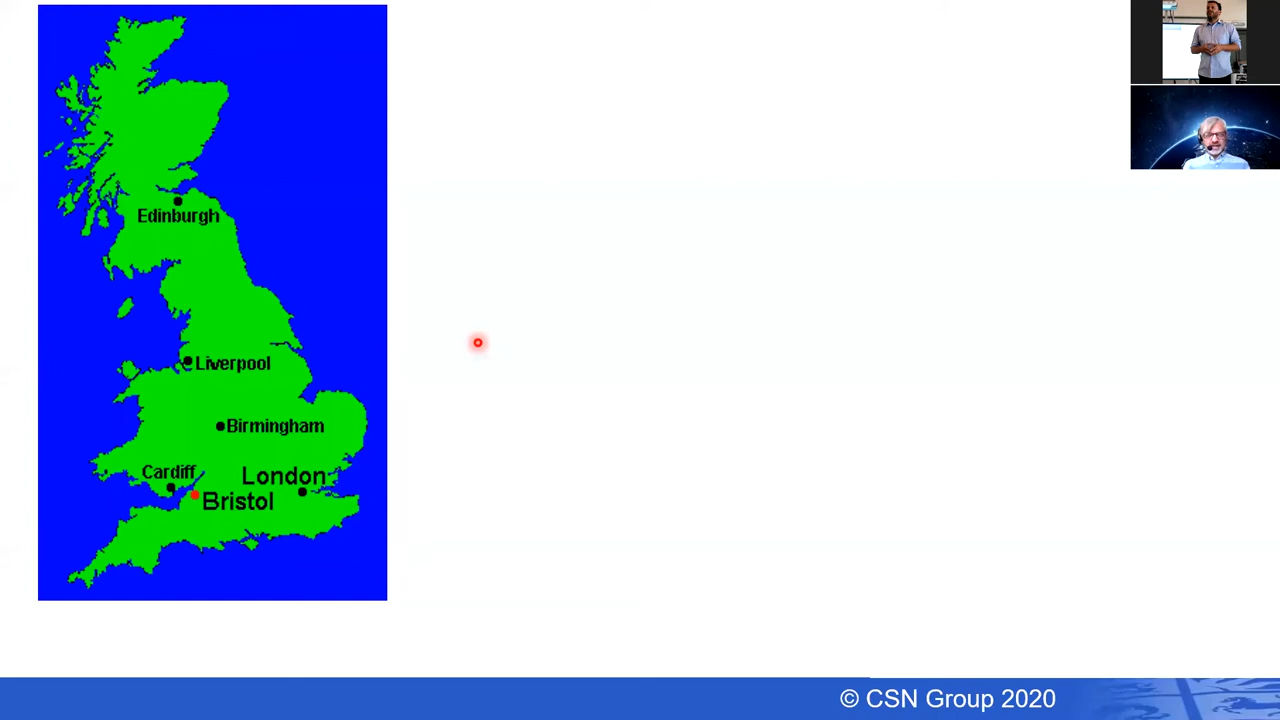 Edinburgh
Liverpool
Birmingham
Cardiff
London
Bristol
© CSN Group 2020